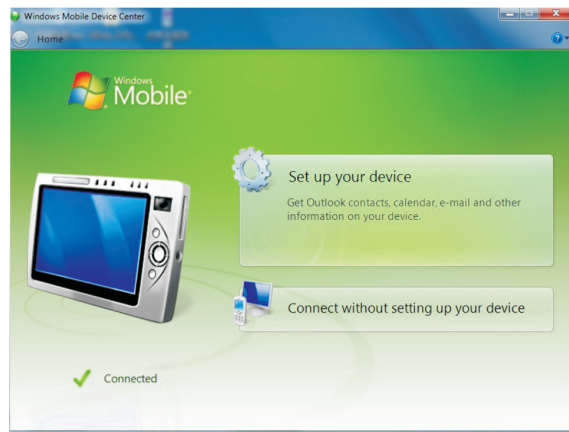 Windows Mobile Device Center
Home
Windows
Mobile
Set up your device
Get Outlook contacts, calendar, e-mail and other
information on your device.
Connect without setting up your device
Connected